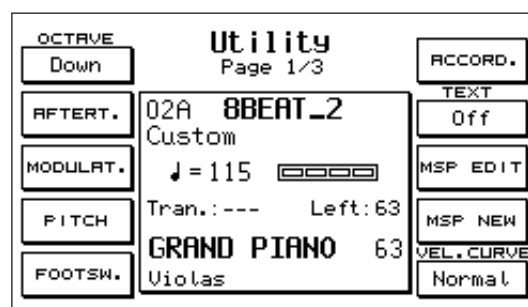 OCTAVE
Down
AFTERT.
MODULAT.
PITCH
FOOTSW.
Utility
Page 1/3
02A 8BEAT_2
Custom
♩=115
Tran.:--- Left:63
GRAND PIANO 63
Violas
ACCORD.
TEXT
Off
MSP EDIT
MSP NEW
VEL.CURVE
Normal